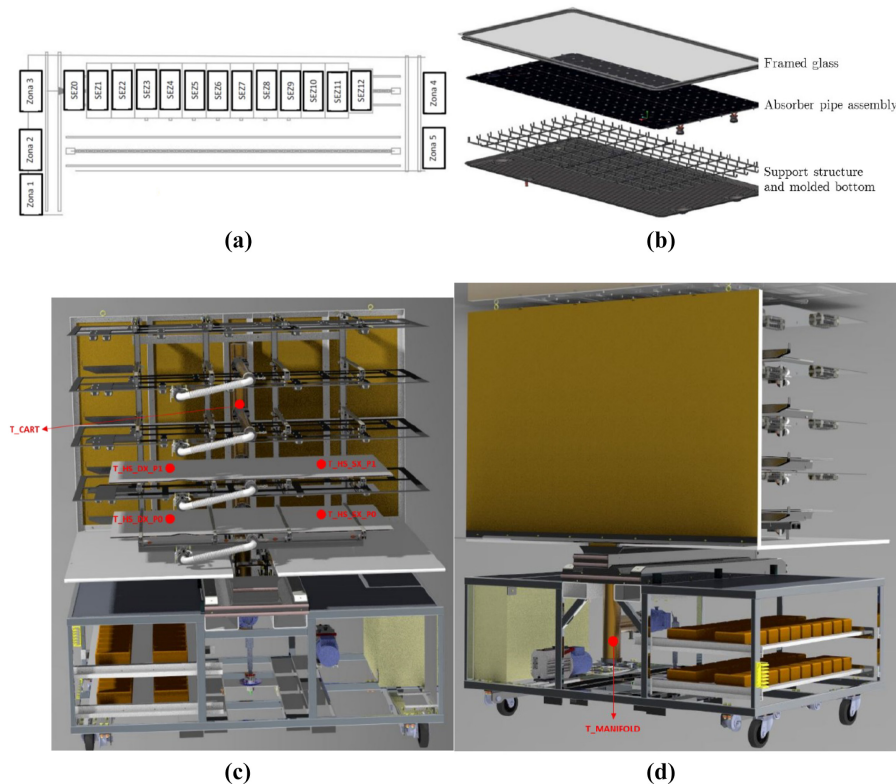 Zona 3
SEZ0
SEZ1
SEZ2
SEZ3
SEZ4
SEZ5
SEZ6
SEZ7
SEZ8
SEZ9
SEZ10
SEZ11
SEZ12
Zona 4
Zona 2
Zona 5
Zona 1
(a)
Framed glass
Absorber pipe assembly
Support structure
and molded bottom
(b)
T_CART
T_HS_DX_P1
T_HS_SX_P1
T_HS_DX_P0
T_HS_SX_P0
(c)
T_MANIFOLD
(d)